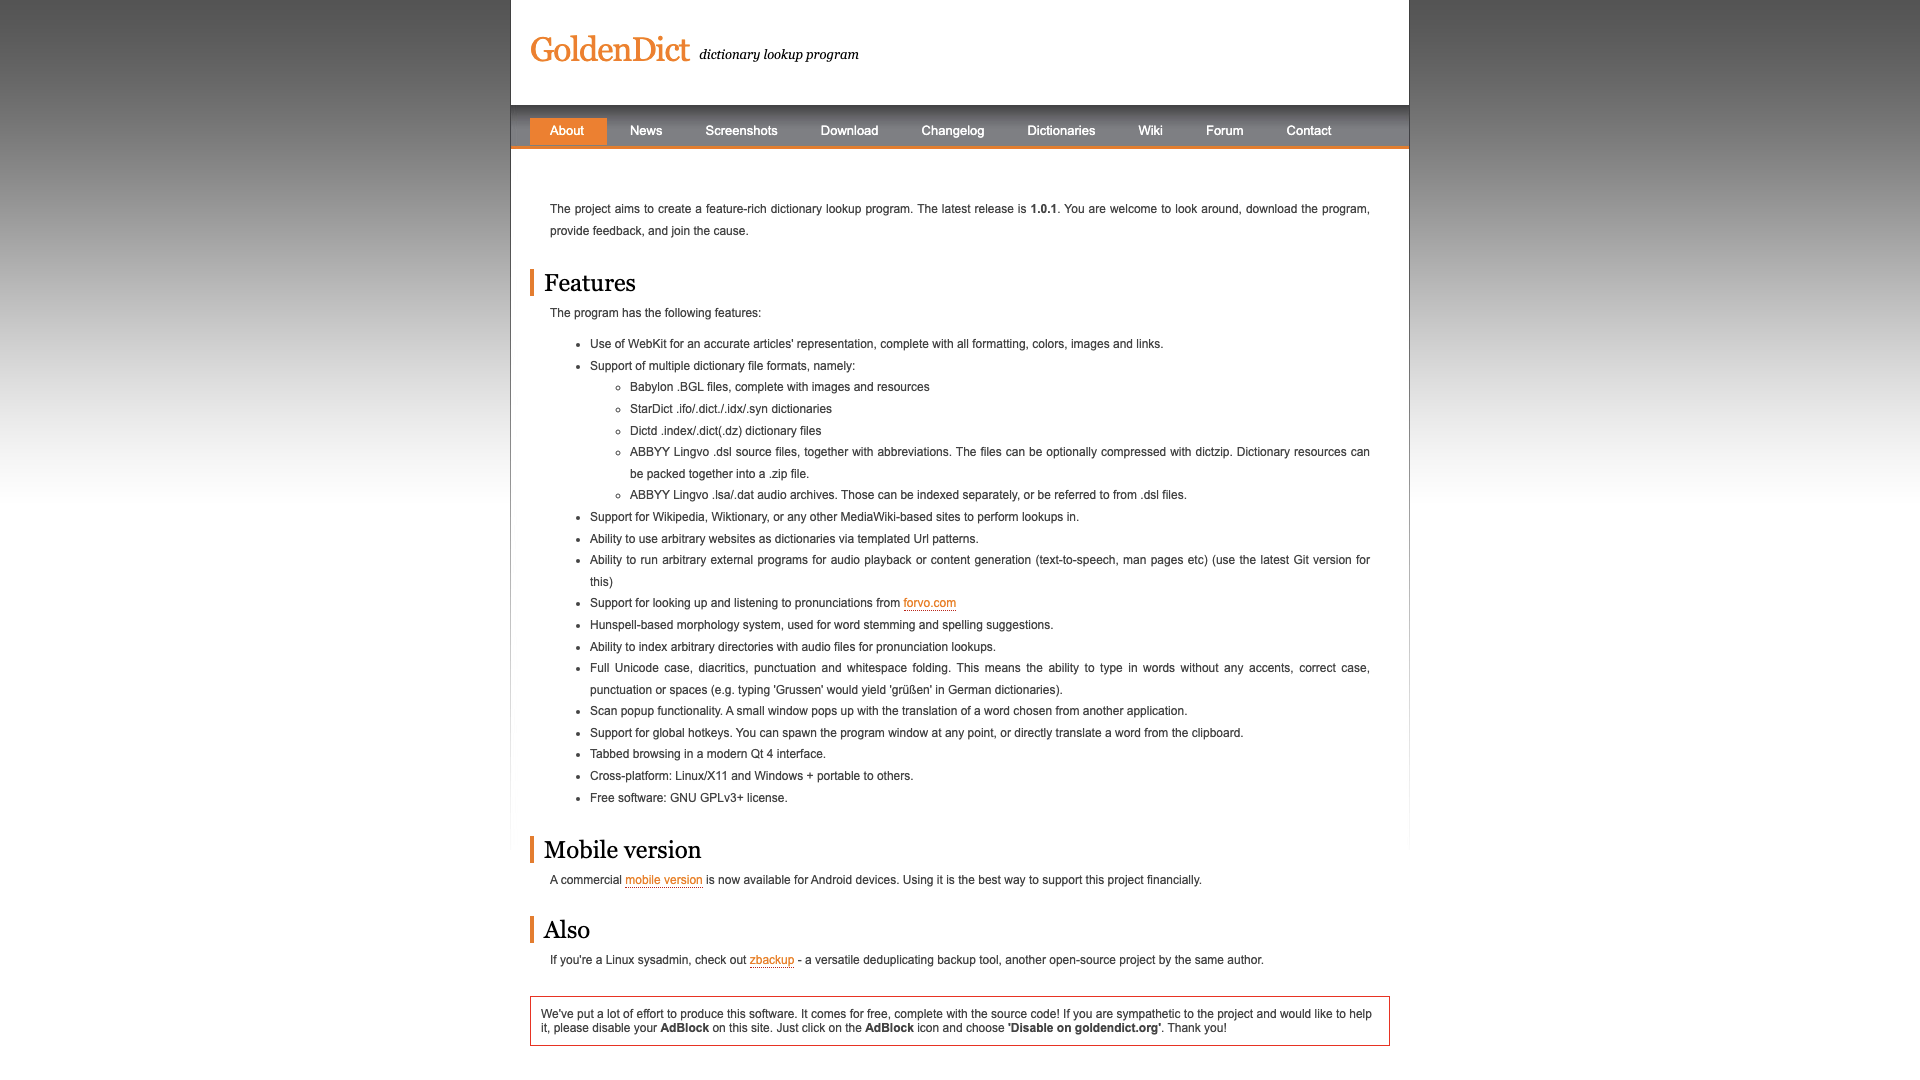 GoldenDict dictionary lookup program
About News Screenshots Download Changelog Dictionaries Wiki Forum Contact
The project aims to create a feature-rich dictionary lookup program. The latest release is 1.0.1. You are welcome to look around, download the program,
provide feedback, and join the cause.
Features
The program has the following features:
• Use of WebKit for an accurate articles' representation, complete with all formatting, colors, images and links.
• Support of multiple dictionary file formats, namely:
◦ Babylon .BGL files, complete with images and resources
◦ StarDict .ifo/.dict./.idx/.syn dictionaries
◦ Dictd .index/.dict(.dz) dictionary files
◦ ABBYY Lingvo .dsl source files, together with abbreviations. The files can be optionally compressed with dictzip. Dictionary resources can
be packed together into a .zip file.
◦ ABBYY Lingvo .lsa/.dat audio archives. Those can be indexed separately, or be referred to from .dsl files.
• Support for Wikipedia, Wiktionary, or any other MediaWiki-based sites to perform lookups in.
• Ability to use arbitrary websites as dictionaries via templated Url patterns.
• Ability to run arbitrary external programs for audio playback or content generation (text-to-speech, man pages etc) (use the latest Git version for
this)
• Support for looking up and listening to pronunciations from forvo.com
• Hunspell-based morphology system, used for word stemming and spelling suggestions.
• Ability to index arbitrary directories with audio files for pronunciation lookups.
• Full Unicode case, diacritics, punctuation and whitespace folding. This means the ability to type in words without any accents, correct case,
punctuation or spaces (e.g. typing 'Grussen' would yield 'grüßen' in German dictionaries).
• Scan popup functionality. A small window pops up with the translation of a word chosen from another application.
• Support for global hotkeys. You can spawn the program window at any point, or directly translate a word from the clipboard.
• Tabbed browsing in a modern Qt 4 interface.
• Cross-platform: Linux/X11 and Windows + portable to others.
• Free software: GNU GPLv3+ license.
Mobile version
A commercial mobile version is now available for Android devices. Using it is the best way to support this project financially.
Also
If you're a Linux sysadmin, check out zbackup - a versatile deduplicating backup tool, another open-source project by the same author.
We've put a lot of effort to produce this software. It comes for free, complete with the source code! If you are sympathetic to the project and would like to help
it, please disable your AdBlock on this site. Just click on the AdBlock icon and choose 'Disable on goldendict.org'. Thank you!